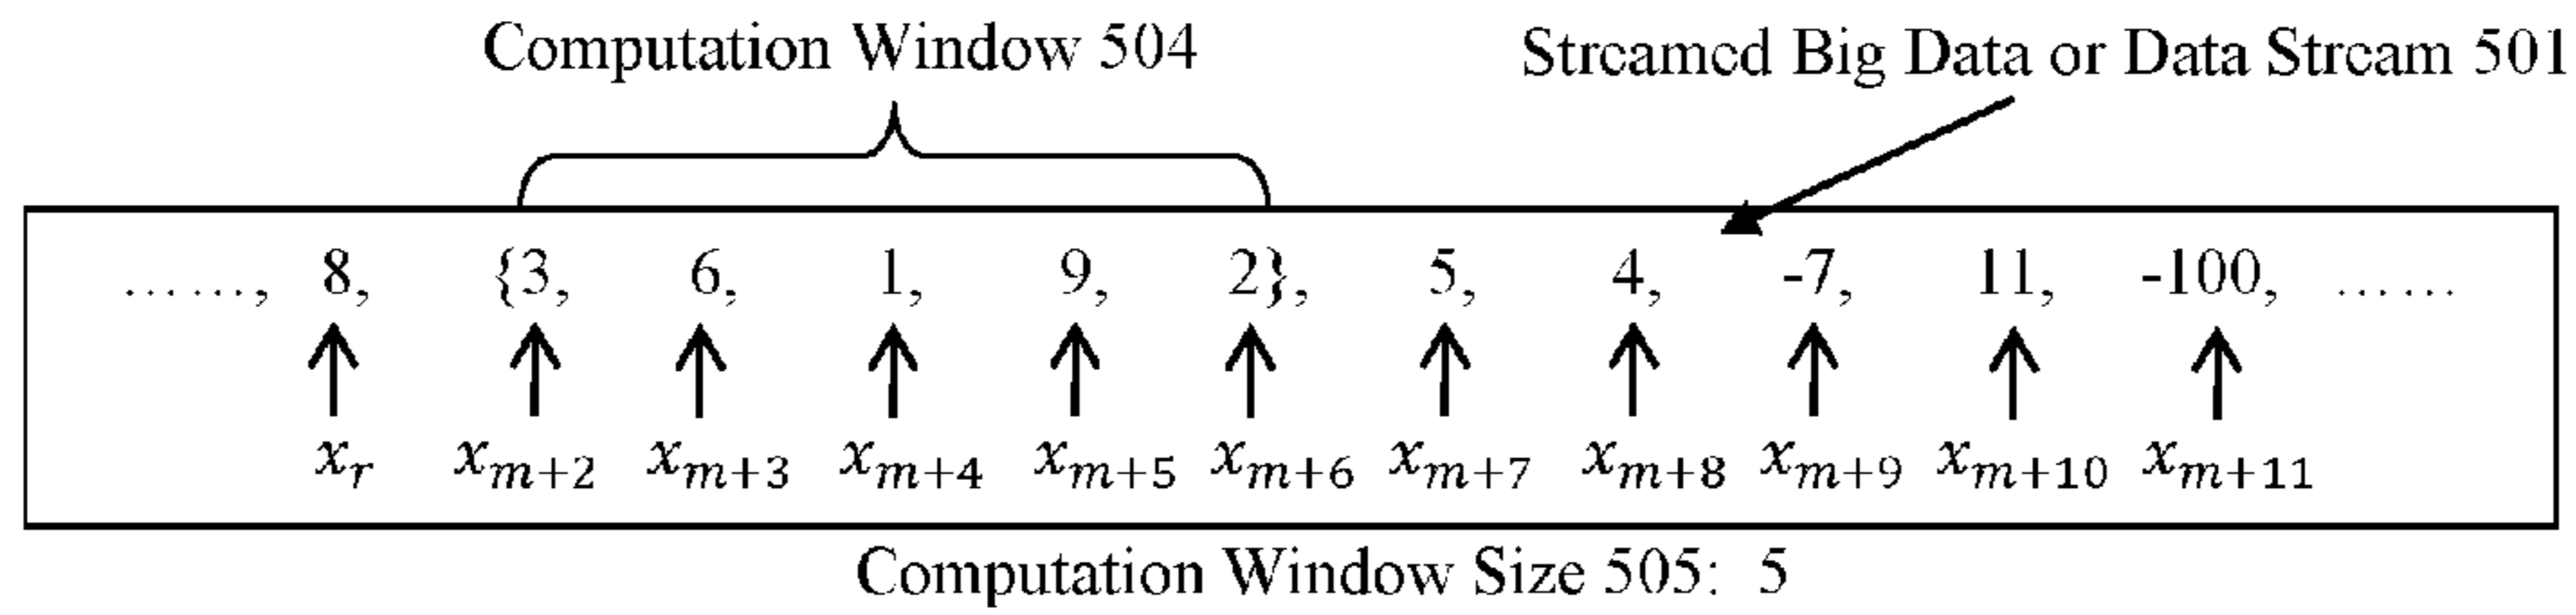 Computation Window 504 Streamed Big Data or Data Stream 501
……, 8, {3, 6, 1, 9, 2}, 5, 4, -7, 11, -100, ……
x_r x_{m+2} x_{m+3} x_{m+4} x_{m+5} x_{m+6} x_{m+7} x_{m+8} x_{m+9} x_{m+10} x_{m+11}
Computation Window Size 505: 5